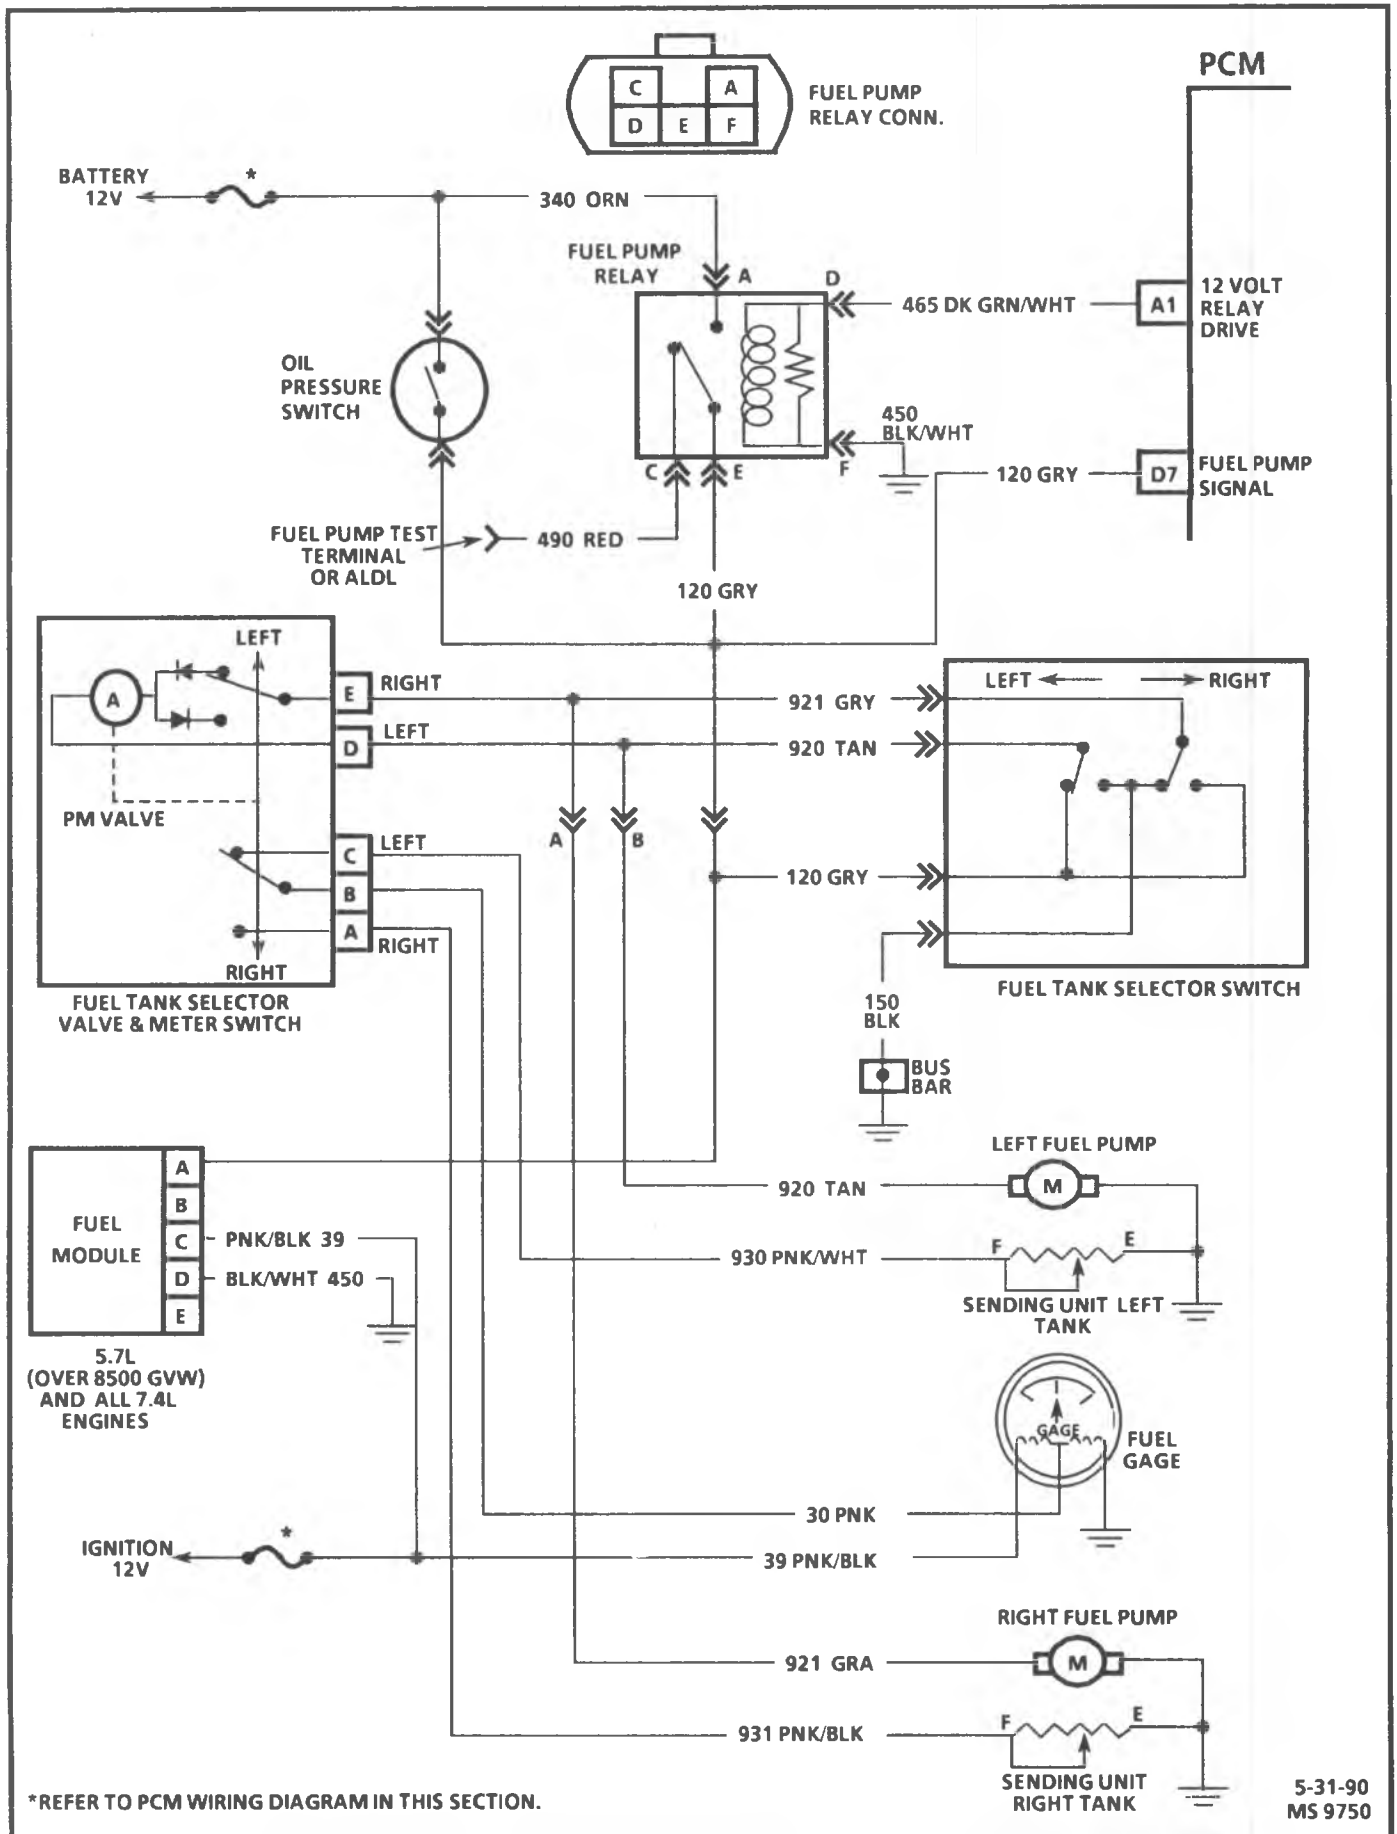 PCM
C
A
D
E
F
FUEL PUMP
RELAY CONN.
BATTERY
12V
*
340 ORN
FUEL PUMP
RELAY
A
D
465 DK GRN/WHT
A1
12 VOLT
RELAY
DRIVE
OIL
PRESSURE
SWITCH
450
BLK/WHT
C
E
F
120 GRY
D7
FUEL PUMP
SIGNAL
FUEL PUMP TEST
TERMINAL
OR ALDL
490 RED
120 GRY
LEFT
A
E
RIGHT
921 GRY
LEFT
RIGHT
D
LEFT
920 TAN
PM VALVE
A
B
C
LEFT
B
120 GRY
A
RIGHT
RIGHT
FUEL TANK SELECTOR
VALVE & METER SWITCH
FUEL TANK SELECTOR SWITCH
150
BLK
BUS
BAR
LEFT FUEL PUMP
M
920 TAN
FUEL
MODULE
A
B
C
D
E
PNK/BLK 39
BLK/WHT 450
930 PNK/WHT
F
E
SENDING UNIT LEFT
TANK
5.7L
(OVER 8500 GVW)
AND ALL 7.4L
ENGINES
GAGE
FUEL
GAGE
30 PNK
IGNITION
12V
*
39 PNK/BLK
RIGHT FUEL PUMP
M
921 GRA
931 PNK/BLK
F
E
SENDING UNIT
RIGHT TANK
*REFER TO PCM WIRING DIAGRAM IN THIS SECTION.
5-31-90
MS 9750